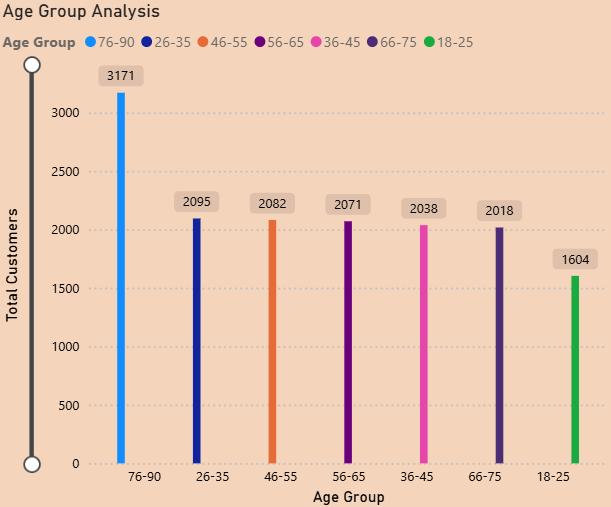 Age Group Analysis
Age Group 76-90 26-35 46-55 56-65 36-45 66-75 18-25
3171
3000
2500
2095
2082
2071
2038
2018
2000
1604
1500
1000
500
0
Total Customers
76-90 26-35 46-55 56-65 36-45 66-75 18-25
Age Group